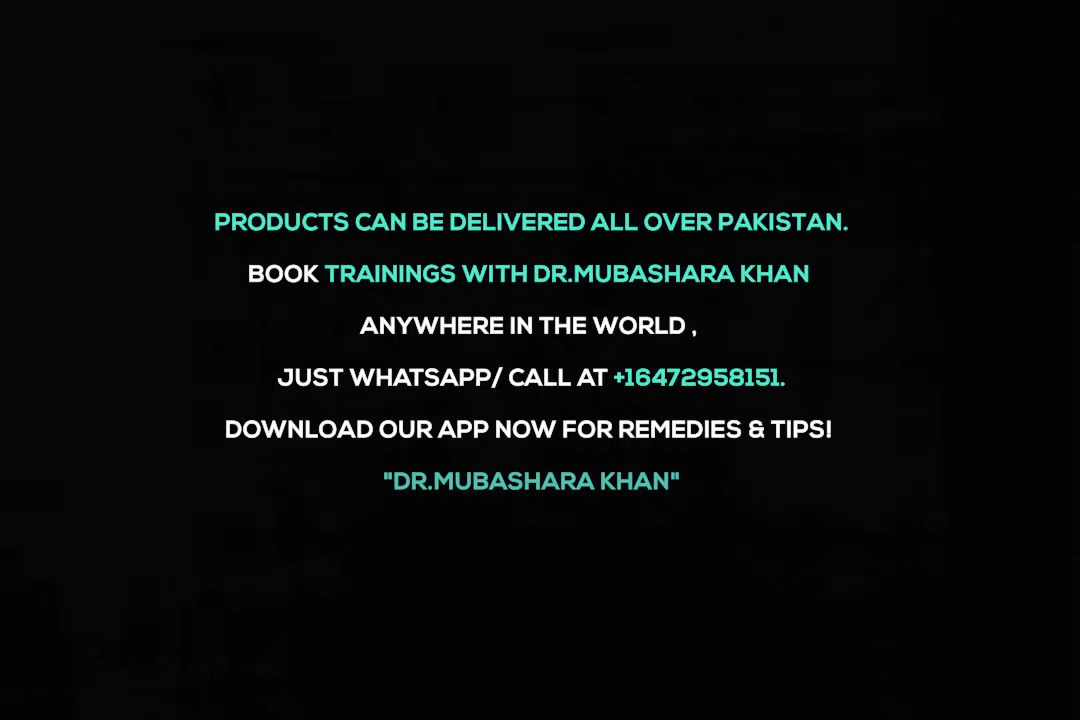 PRODUCTS CAN BE DELIVERED ALL OVER PAKISTAN.
BOOK TRAININGS WITH DR.MUBASHARA KHAN
ANYWHERE IN THE WORLD ,
JUST WHATSAPP/ CALL AT +16472958151.
DOWNLOAD OUR APP NOW FOR REMEDIES & TIPS!
"DR.MUBASHARA KHAN"